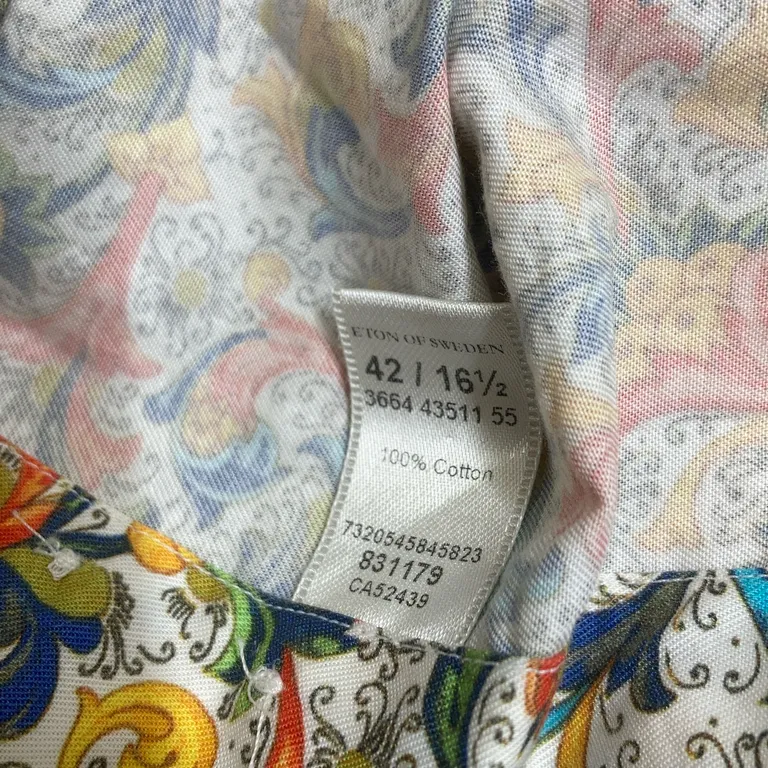 ETON OF SWEDEN
42 / 16½
3664 43511 55
100% Cotton
7320545845823
831179
CA52439